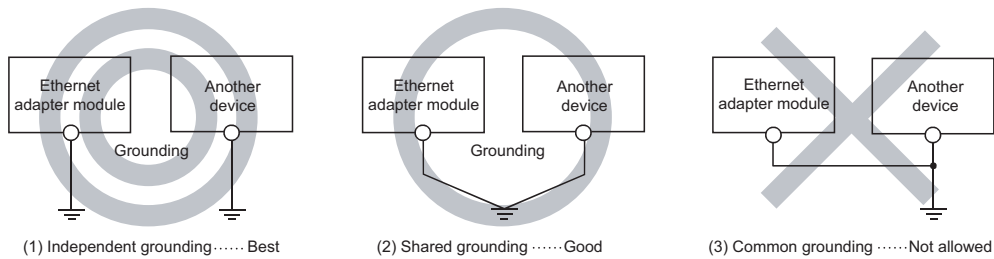 Ethernet
adapter module
Another
device
Grounding
(1) Independent grounding······Best
Ethernet
adapter module
Another
device
Grounding
(2) Shared grounding ······Good
Ethernet
adapter module
Another
device
(3) Common grounding ······Not allowed